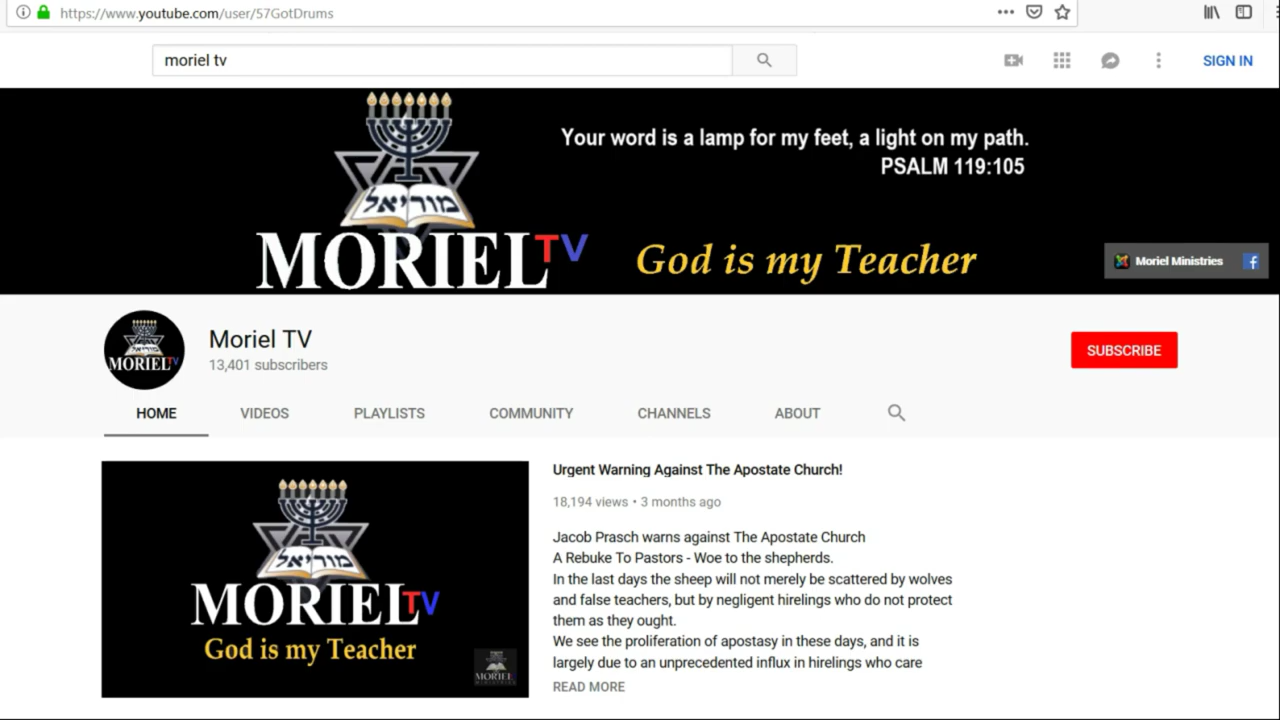 https://www.youtube.com/user/57GotDrums
moriel tv
SIGN IN
Your word is a lamp for my feet, a light on my path.
PSALM 119:105
מוריאל
MORIEL TV
God is my Teacher
Moriel Ministries
MORIEL TV
Moriel TV
13,401 subscribers
SUBSCRIBE
HOME VIDEOS PLAYLISTS COMMUNITY CHANNELS ABOUT
מוריאל
MORIEL TV
God is my Teacher
MORIEL
MINISTRIES
Urgent Warning Against The Apostate Church!
18,194 views • 3 months ago
Jacob Prasch warns against The Apostate Church
A Rebuke To Pastors - Woe to the shepherds.
In the last days the sheep will not merely be scattered by wolves
and false teachers, but by negligent hirelings who do not protect
them as they ought.
We see the proliferation of apostasy in these days, and it is
largely due to an unprecedented influx in hirelings who care
READ MORE